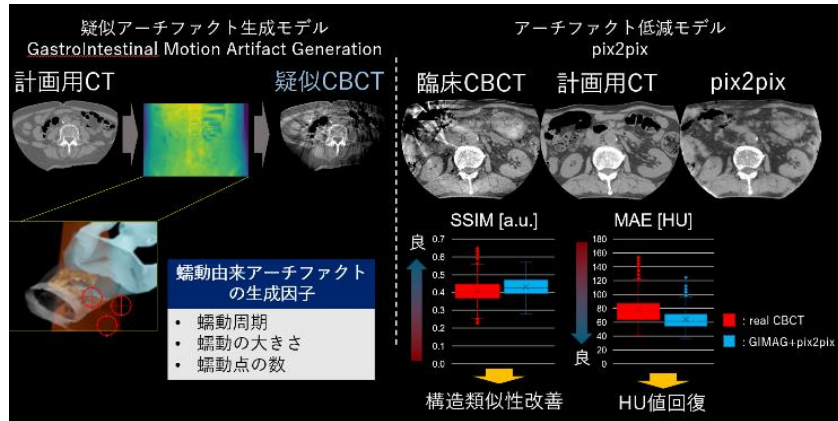 疑似アーチファクト生成モデル
GastroIntestinal Motion Artifact Generation
計画用CT
疑似CBCT
蠕動由来アーチファクト
の生成因子
• 蠕動周期
• 蠕動の大きさ
• 蠕動点の数
アーチファクト低減モデル
pix2pix
臨床CBCT
計画用CT
pix2pix
SSIM [a.u.]
良
0.7
0.6
0.5
0.4
0.3
0.2
0.1
0.0
構造類似性改善
MAE [HU]
180
160
140
120
100
80
60
40
20
0
良
: real CBCT
: GIMAG+pix2pix
HU値回復